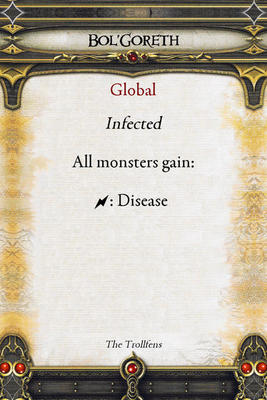 BOL'GORETH
Global
Infected
All monsters gain:
: Disease
The Trollfens